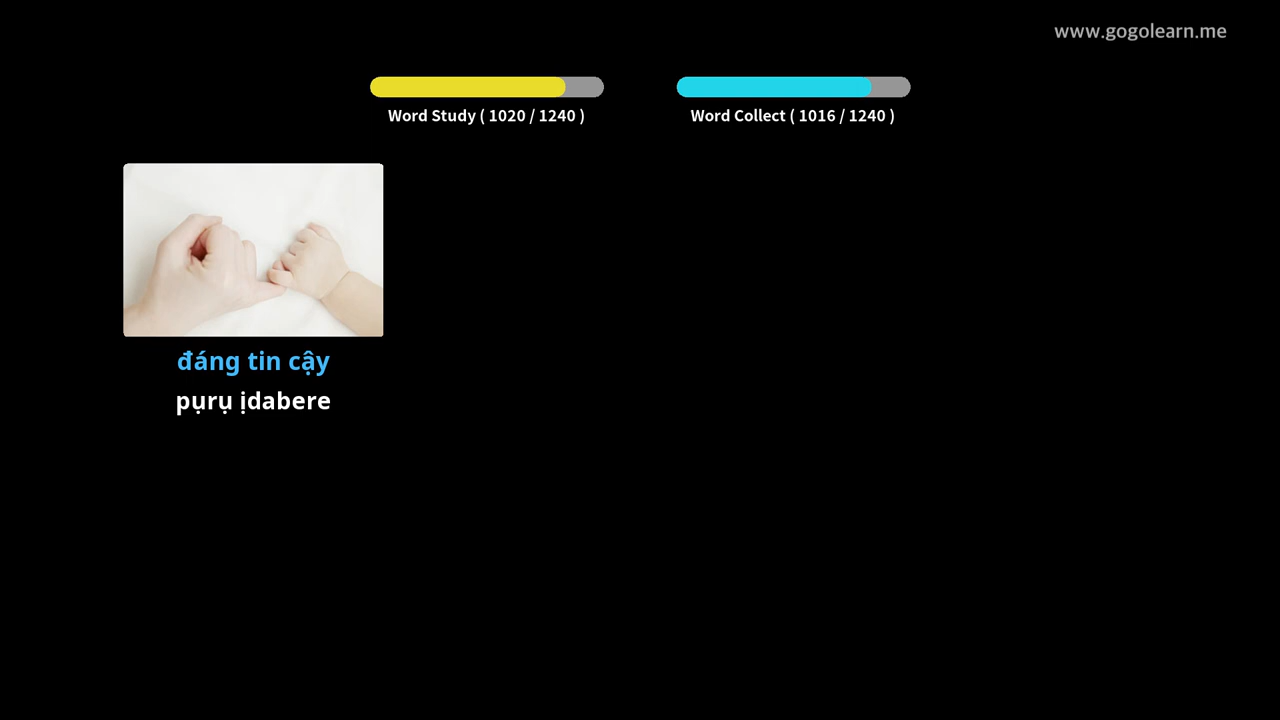 www.gogolearn.me
Word Study ( 1020 / 1240 )
Word Collect ( 1016 / 1240 )
đáng tin cậy
pụrụ ịdabere